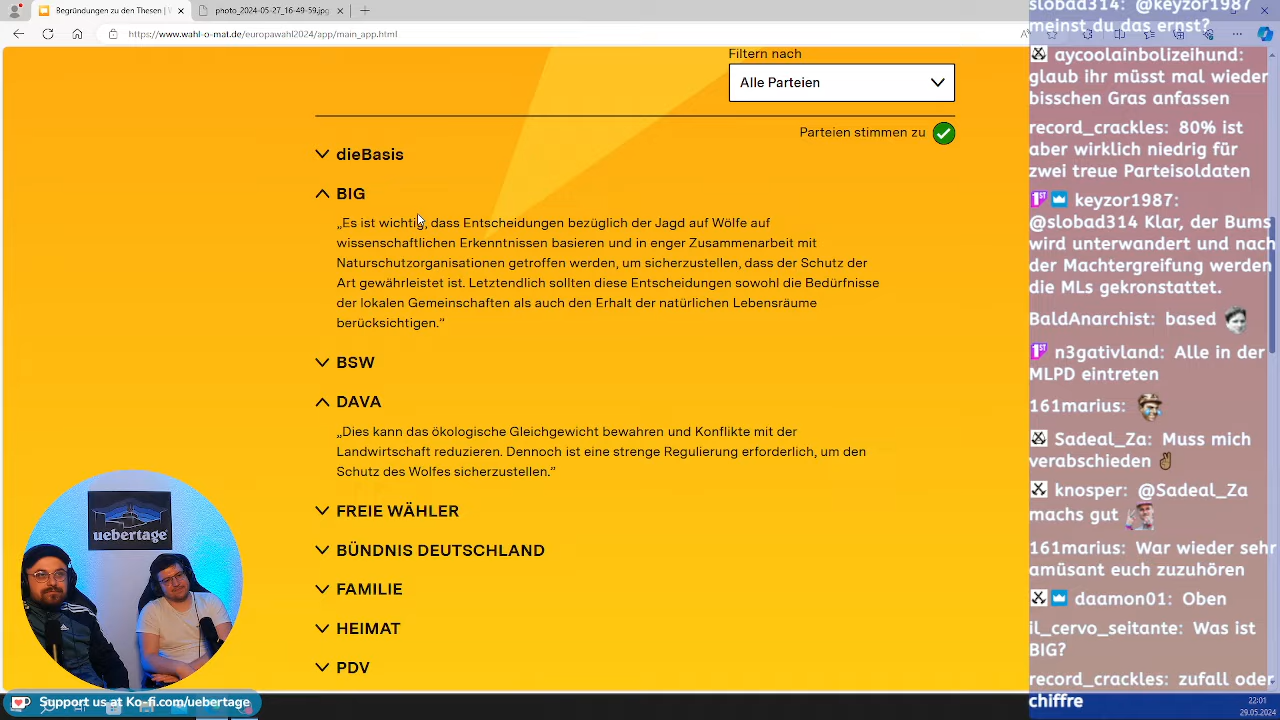 Begründungen zu den Thesen | W
photo_2024-05-27_16-49-59.jpg
https://www.wahl-o-mat.de/europawahl2024/app/main_app.html
Filtern nach
Alle Parteien
Parteien stimmen zu
dieBasis
BIG
„Es ist wichtig, dass Entscheidungen bezüglich der Jagd auf Wölfe auf
wissenschaftlichen Erkenntnissen basieren und in enger Zusammenarbeit mit
Naturschutzorganisationen getroffen werden, um sicherzustellen, dass der Schutz der
Art gewährleistet ist. Letztendlich sollten diese Entscheidungen sowohl die Bedürfnisse
der lokalen Gemeinschaften als auch den Erhalt der natürlichen Lebensräume
berücksichtigen.“
BSW
DAVA
„Dies kann das ökologische Gleichgewicht bewahren und Konflikte mit der
Landwirtschaft reduzieren. Dennoch ist eine strenge Regulierung erforderlich, um den
Schutz des Wolfes sicherzustellen.”
FREIE WÄHLER
BÜNDNIS DEUTSCHLAND
FAMILIE
HEIMAT
PDV
uebertage
Support us at Ko-fi.com/uebertage
slobad314: @keyzor1987
meinst du das ernst?
aycoolainbolizeihund:
glaub ihr müsst mal wieder
bisschen Gras anfassen
record_crackles: 80% ist
aber wirklich niedrig für
zwei treue Parteisoldaten
keyzor1987:
@slobad314 Klar, der Bums
wird unterwandert und nach
der Machtergreifung werden
die MLs gekronstattet.
BaldAnarchist: based
n3gativland: Alle in der
MLPD eintreten
161marius:
Sadeal_Za: Muss mich
verabschieden
knosper: @Sadeal_Za
machs gut
161marius: War wieder sehr
amüsant euch zuzuhören
daamon01: Oben
il_cervo_seitante: Was ist
BIG?
record_crackles: zufall oder
chiffre
22:01
29.05.2024